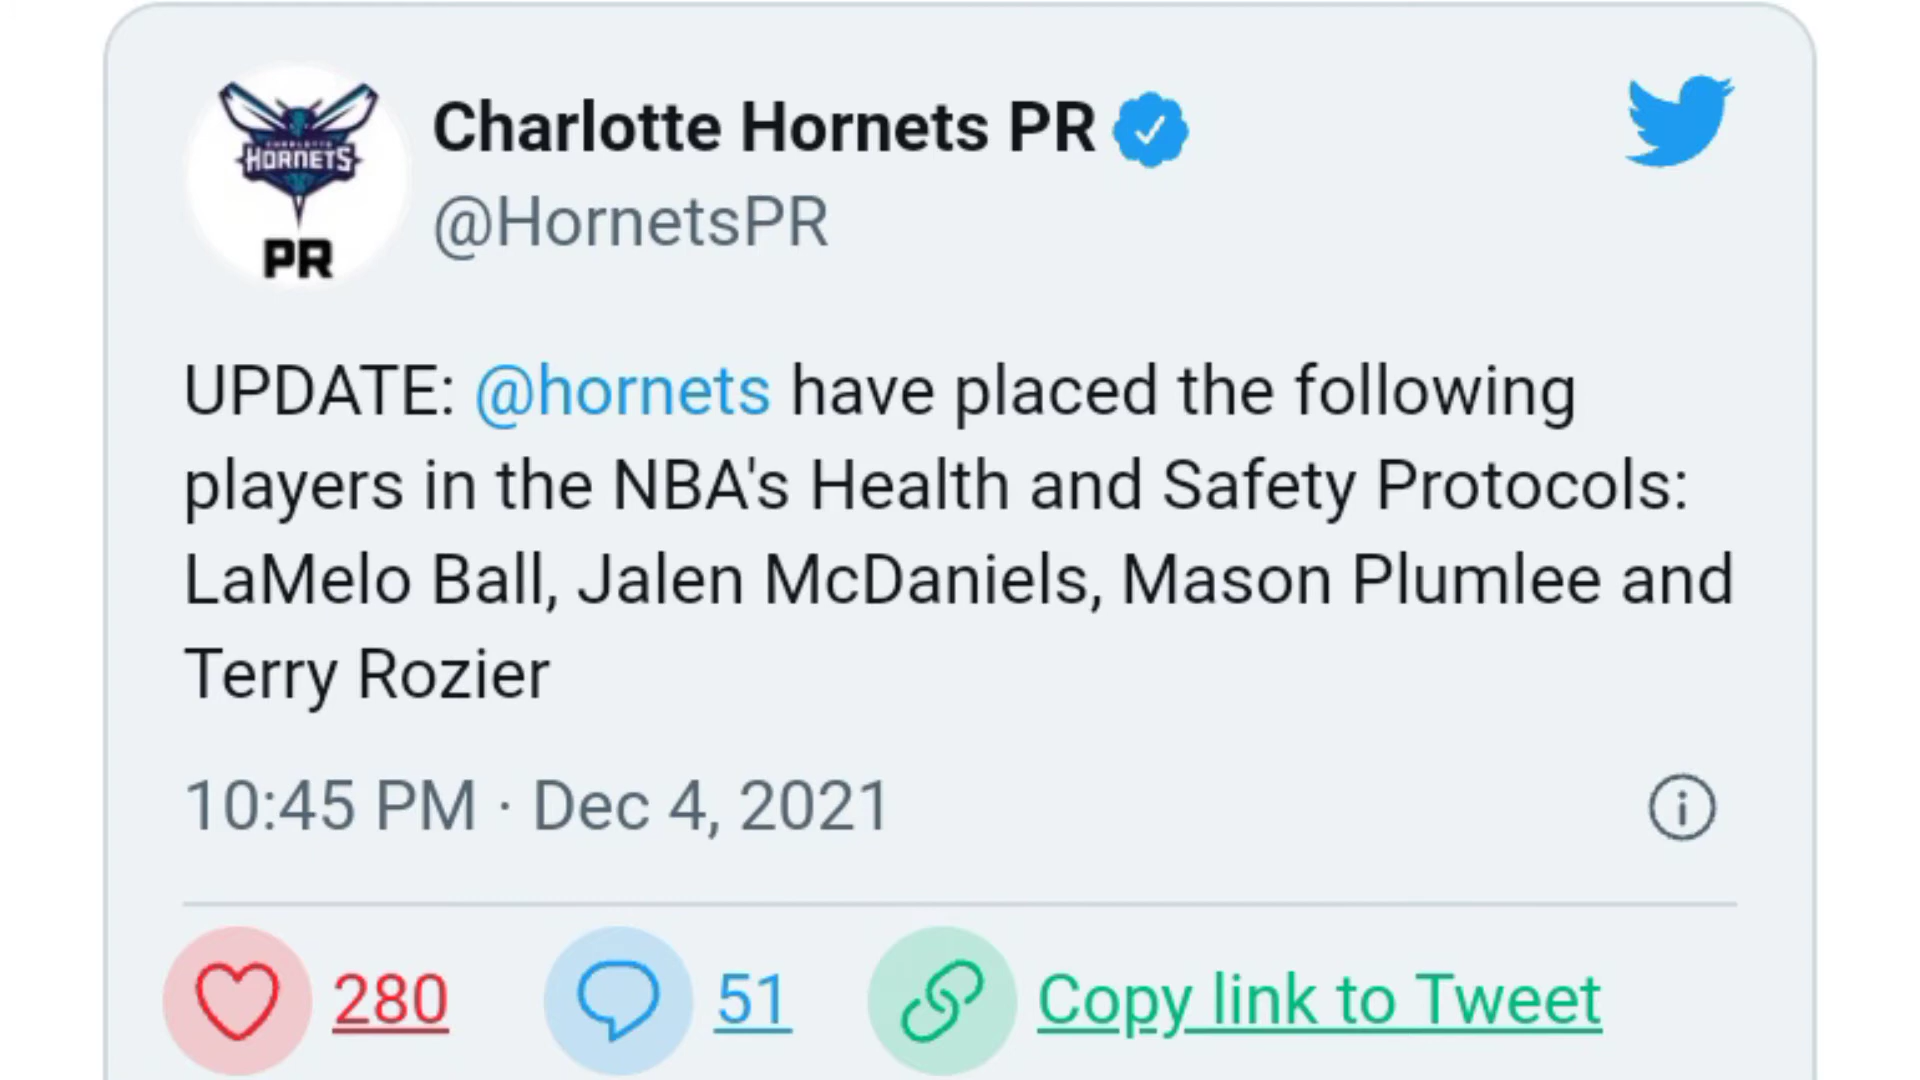 HORNETS
PR
Charlotte Hornets PR
@HornetsPR
UPDATE: @hornets have placed the following
players in the NBA's Health and Safety Protocols:
LaMelo Ball, Jalen McDaniels, Mason Plumlee and
Terry Rozier
10:45 PM · Dec 4, 2021
280
51
Copy link to Tweet